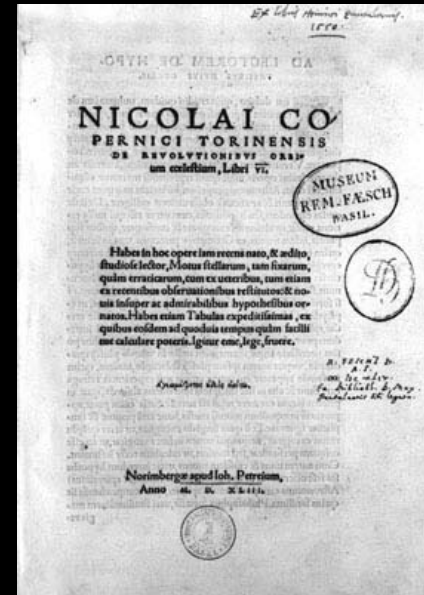 Ex libris
1550
NICOLAI CO
PERNICI TORINENSIS
DE REVOLVTIONIBVS ORBI-
um cœlestium, Libri VI.
MUSEUM
REM-FÆSCH
BASIL.
Habes in hoc opere iam recens nato, & ædito,
studiose lector, Motus stellarum, tam fixarum,
quàm erraticarum, cum ex ueteribus, tum etiam
ex recentibus obseruationibus restitutos: & no-
uis insuper ac admirabilibus hypothesibus or-
natos. Habes etiam Tabulas expeditissimas, ex
quibus eosdem ad quoduis tempus quàm facilli
me calculare poteris. Igitur eme, lege, fruere.
Norimbergæ apud Ioh. Petreium,
Anno M. D. XLIII.